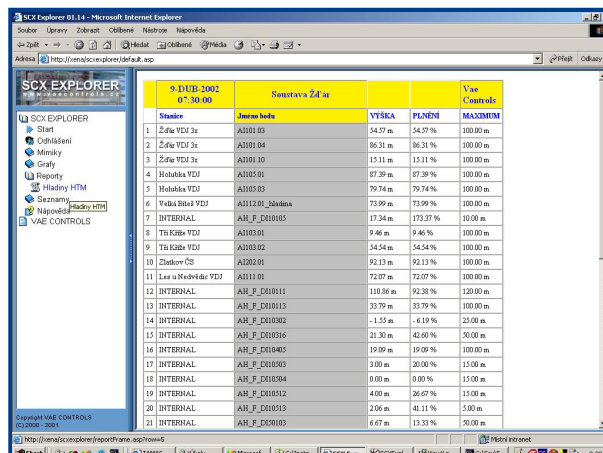 SCX Explorer 01.14 - Microsoft Internet Explorer
Soubor Úpravy Zobrazit Oblíbené Nástroje Nápověda
Zpět Hledat Oblíbené Média
Adresa http://xena/scxexplorer/default.asp Přejít Odkazy
SCX EXPLORER
www.vaecontrols.cz
SCX EXPLORER
Start
Odhlášení
Mimiky
Grafy
Reporty
Hladiny HTM
Seznamy
Hladiny HTM
Nápověda
VAE CONTROLS
Copyright VAE CONTROLS
(C) 2000 - 2001
9-DUB-2002 07:30:00 Soustava Žďár Vae Controls
Stanice Jméno bodu VÝŠKA PLNĚNÍ MAXIMUM
1 Žďár VDJ 3x AI101.03 54.57 m 54.57 % 100.00 m
2 Žďár VDJ 3x AI101.04 86.31 m 86.31 % 100.00 m
3 Žďár VDJ 3x AI101.10 15.11 m 15.11 % 100.00 m
4 Holubka VDJ AI105.01 87.39 m 87.39 % 100.00 m
5 Holubka VDJ AI105.03 79.74 m 79.74 % 100.00 m
6 Velká Bíteš VDJ AI112.01_hladina 73.99 m 73.99 % 100.00 m
7 INTERNAL AH_F_DI10105 17.34 m 173.37 % 10.00 m
8 Tři Kříže VDJ AI103.01 9.46 m 9.46 % 100.00 m
9 Tři Kříže VDJ AI103.02 54.54 m 54.54 % 100.00 m
10 Zlatkov ČS AI202.01 92.13 m 92.13 % 100.00 m
11 Les u Nedvědic VDJ AI111.01 72.07 m 72.07 % 100.00 m
12 INTERNAL AH_F_DI10111 110.86 m 92.38 % 120.00 m
13 INTERNAL AH_F_DI10113 33.79 m 33.79 % 100.00 m
14 INTERNAL AH_F_DI10302 - 1.55 m - 6.19 % 25.00 m
15 INTERNAL AH_F_DI10316 21.30 m 42.60 % 50.00 m
16 INTERNAL AH_F_DI10405 19.09 m 19.09 % 100.00 m
17 INTERNAL AH_F_DI10503 3.00 m 20.00 % 15.00 m
18 INTERNAL AH_F_DI10504 0.00 m 0.00 % 15.00 m
19 INTERNAL AH_F_DI10512 4.00 m 26.67 % 15.00 m
20 INTERNAL AH_F_DI10513 2.06 m 41.11 % 5.00 m
21 INTERNAL AH_F_DI50103 6.67 m 13.33 % 50.00 m
http://xena/scxexplorer/reportFrame.asp?row=5 Místní intranet